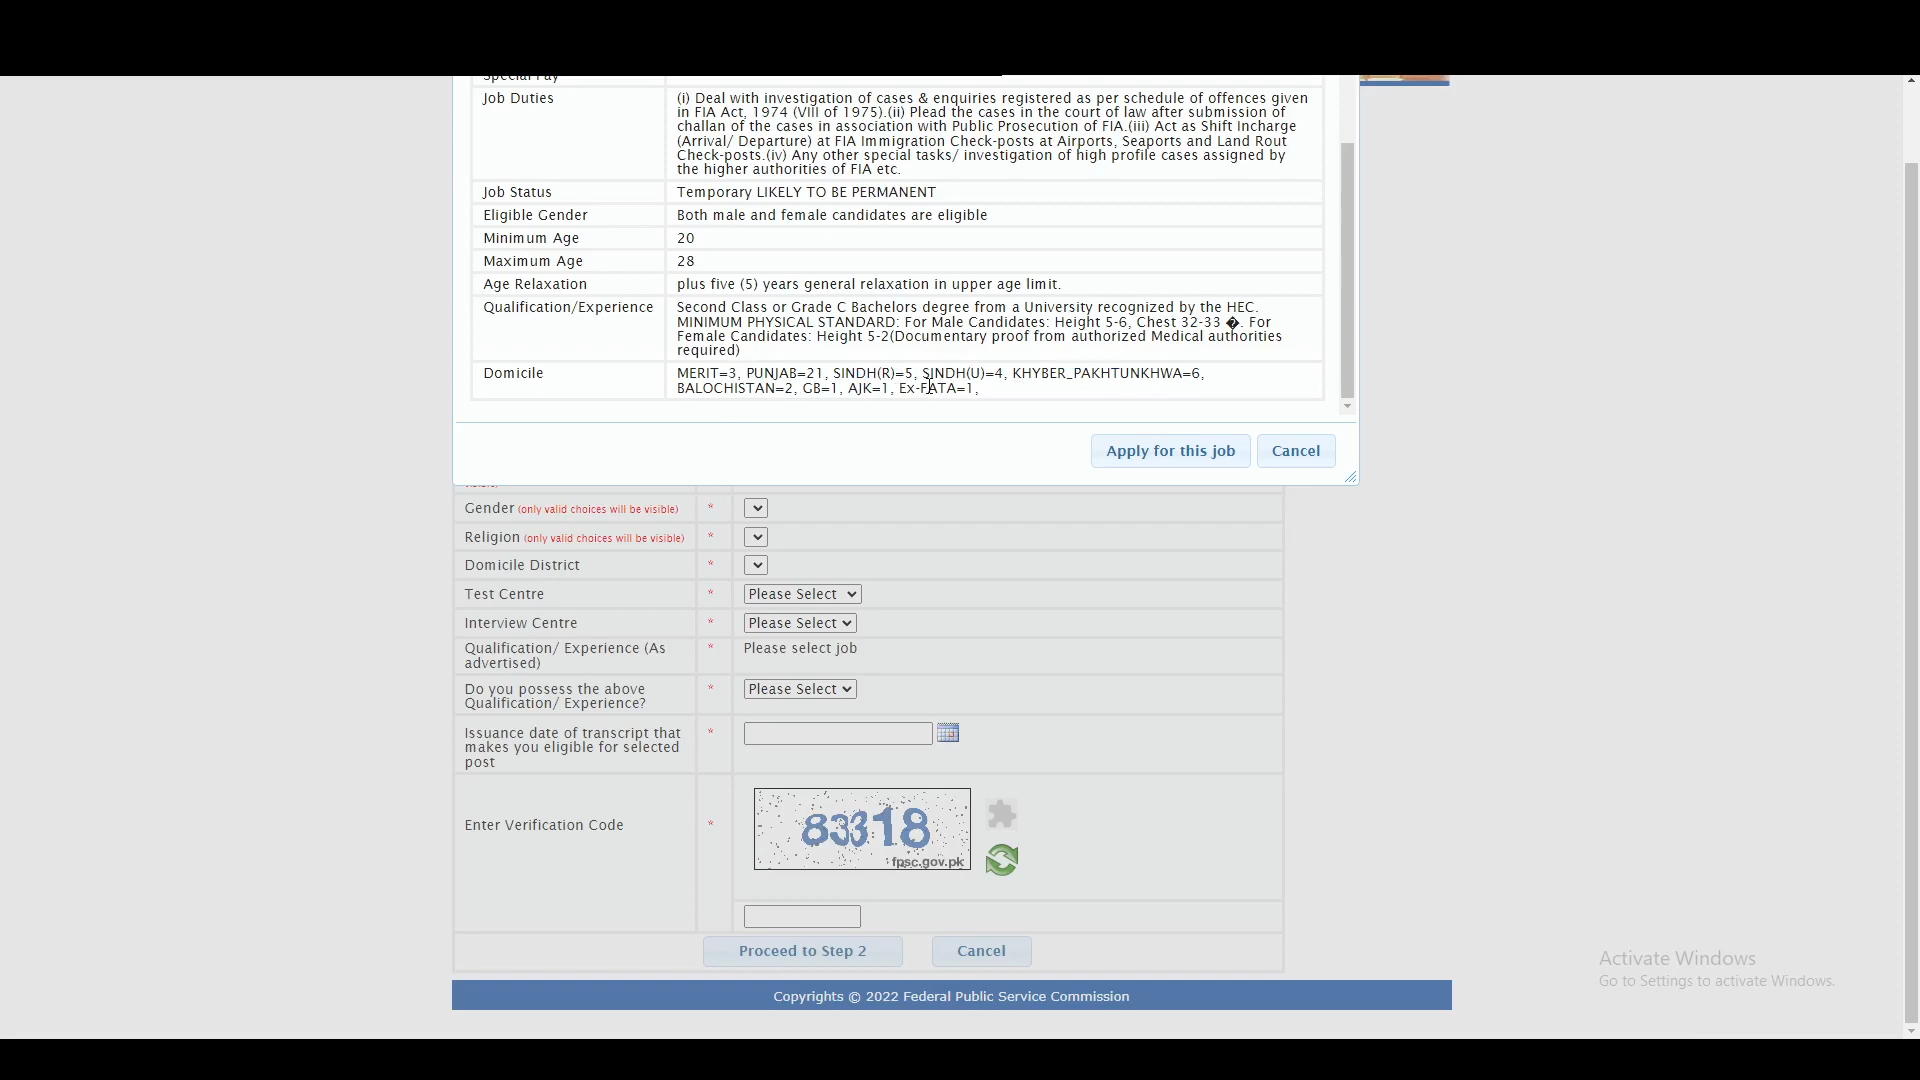 Special Pay
Job Duties
(i) Deal with investigation of cases & enquiries registered as per schedule of offences given
in FIA Act, 1974 (VIII of 1975).(ii) Plead the cases in the court of law after submission of
challan of the cases in association with Public Prosecution of FIA.(iii) Act as Shift Incharge
(Arrival/ Departure) at FIA Immigration Check-posts at Airports, Seaports and Land Rout
Check-posts.(iv) Any other special tasks/ investigation of high profile cases assigned by
the higher authorities of FIA etc.
Job Status
Temporary LIKELY TO BE PERMANENT
Eligible Gender
Both male and female candidates are eligible
Minimum Age
20
Maximum Age
28
Age Relaxation
plus five (5) years general relaxation in upper age limit.
Qualification/Experience
Second Class or Grade C Bachelors degree from a University recognized by the HEC.
MINIMUM PHYSICAL STANDARD: For Male Candidates: Height 5-6, Chest 32-33 �. For
Female Candidates: Height 5-2(Documentary proof from authorized Medical authorities
required)
Domicile
MERIT=3, PUNJAB=21, SINDH(R)=5, SINDH(U)=4, KHYBER_PAKHTUNKHWA=6,
BALOCHISTAN=2, GB=1, AJK=1, Ex-FATA=1,
Apply for this job
Cancel
Gender (only valid choices will be visible)
*
Religion (only valid choices will be visible)
*
Domicile District
*
Test Centre
*
Please Select
Interview Centre
*
Please Select
Qualification/ Experience (As
advertised)
*
Please select job
Do you possess the above
Qualification/ Experience?
*
Please Select
Issuance date of transcript that
makes you eligible for selected
post
*
Enter Verification Code
*
83318
fpsc.gov.pk
Proceed to Step 2
Cancel
Activate Windows
Go to Settings to activate Windows.
Copyrights © 2022 Federal Public Service Commission